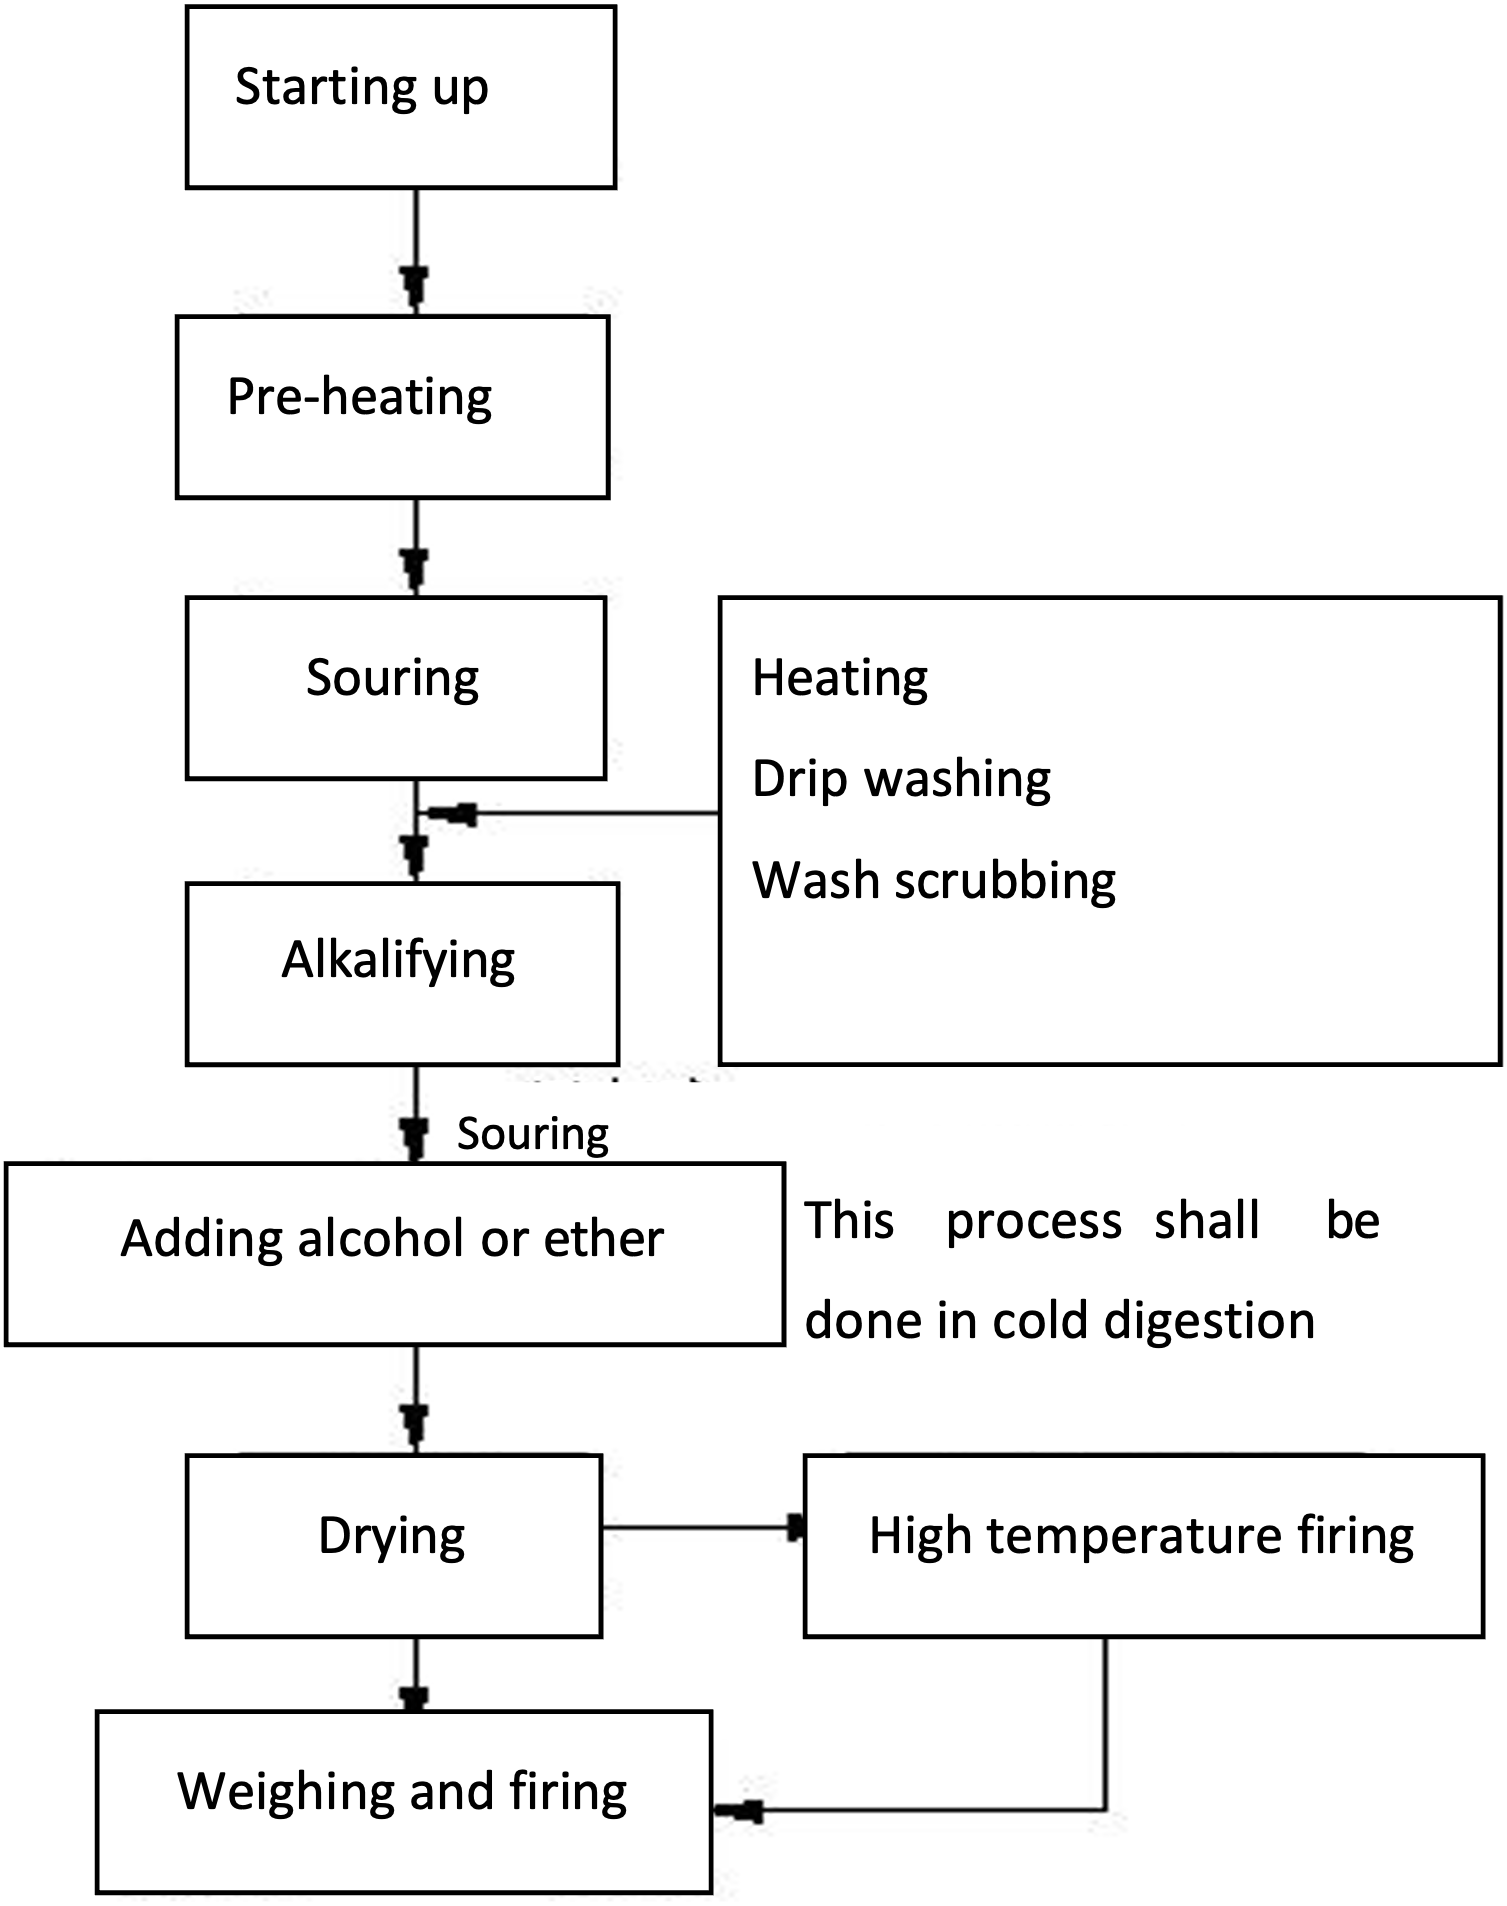 Starting up
Pre-heating
Souring
Heating
Drip washing
Wash scrubbing
Alkalifying
Souring
Adding alcohol or ether
This process shall be
done in cold digestion
Drying
High temperature firing
Weighing and firing